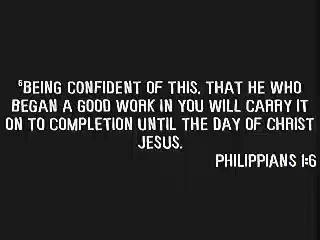 ⁶BEING CONFIDENT OF THIS, THAT HE WHO
BEGAN A GOOD WORK IN YOU WILL CARRY IT
ON TO COMPLETION UNTIL THE DAY OF CHRIST
JESUS.
PHILIPPIANS 1:6